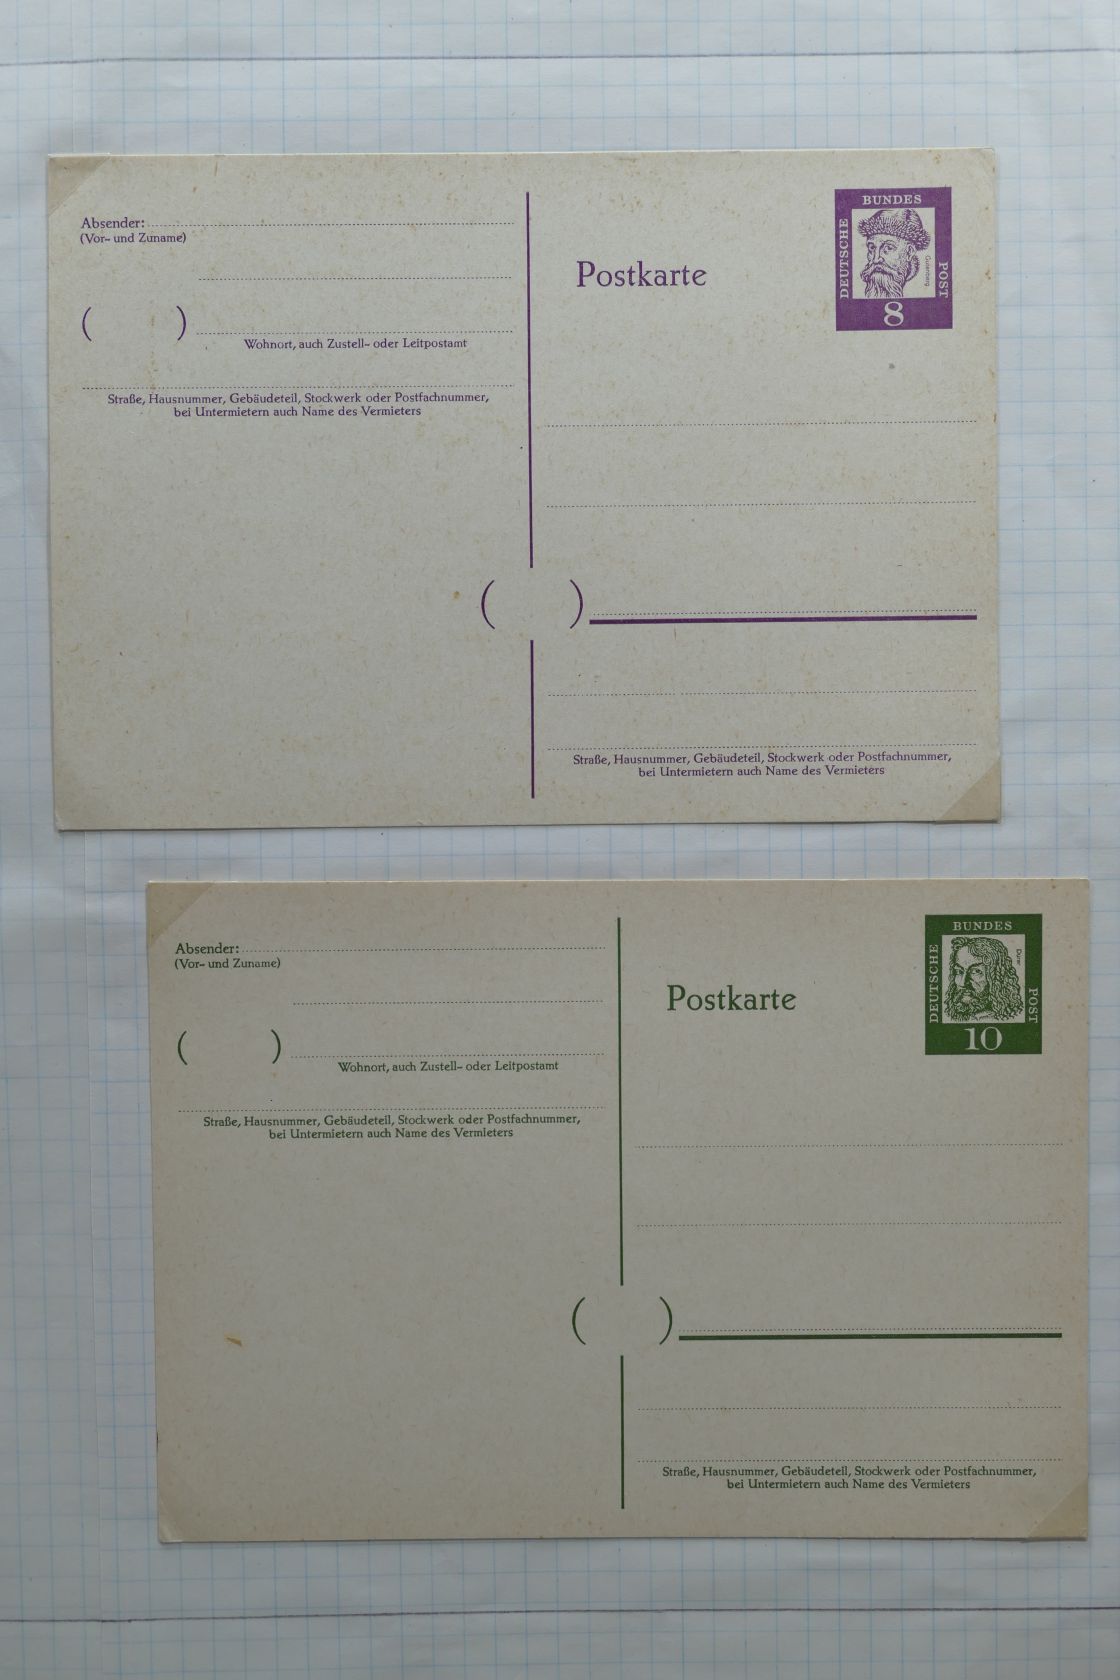 Absender:
(Vor- und Zuname)
( )
Wohnort, auch Zustell- oder Leitpostamt
Straße, Hausnummer, Gebäudeteil, Stockwerk oder Postfachnummer,
bei Untermietern auch Name des Vermieters
Postkarte
DEUTSCHE
BUNDES
POST
Gutenberg
8
( )
Straße, Hausnummer, Gebäudeteil, Stockwerk oder Postfachnummer,
bei Untermietern auch Name des Vermieters
Absender:
(Vor- und Zuname)
( )
Wohnort, auch Zustell- oder Leitpostamt
Straße, Hausnummer, Gebäudeteil, Stockwerk oder Postfachnummer,
bei Untermietern auch Name des Vermieters
Postkarte
DEUTSCHE
BUNDES
POST
Dürer
10
( )
Straße, Hausnummer, Gebäudeteil, Stockwerk oder Postfachnummer,
bei Untermietern auch Name des Vermieters